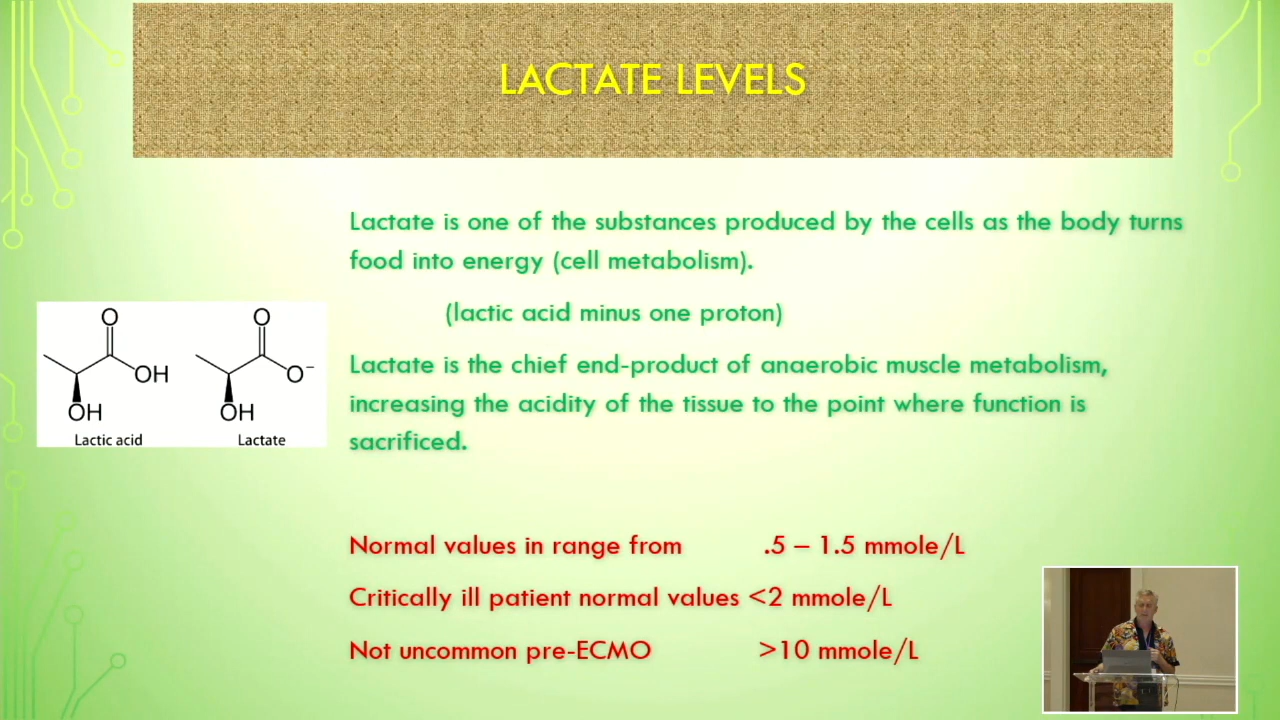 LACTATE LEVELS
Lactate is one of the substances produced by the cells as the body turns
food into energy (cell metabolism).
(lactic acid minus one proton)
Lactate is the chief end-product of anaerobic muscle metabolism,
increasing the acidity of the tissue to the point where function is
sacrificed.
O
OH
OH
Lactic acid
O
O⁻
OH
Lactate
Normal values in range from .5 – 1.5 mmole/L
Critically ill patient normal values <2 mmole/L
Not uncommon pre-ECMO >10 mmole/L